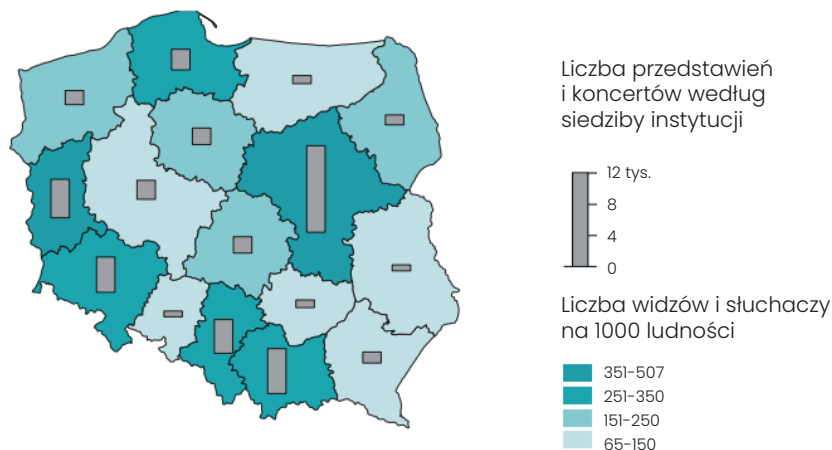 Liczba przedstawień
i koncertów według
siedziby instytucji
12 tys.
8
4
0
Liczba widzów i słuchaczy
na 1000 ludności
351-507
251-350
151-250
65-150